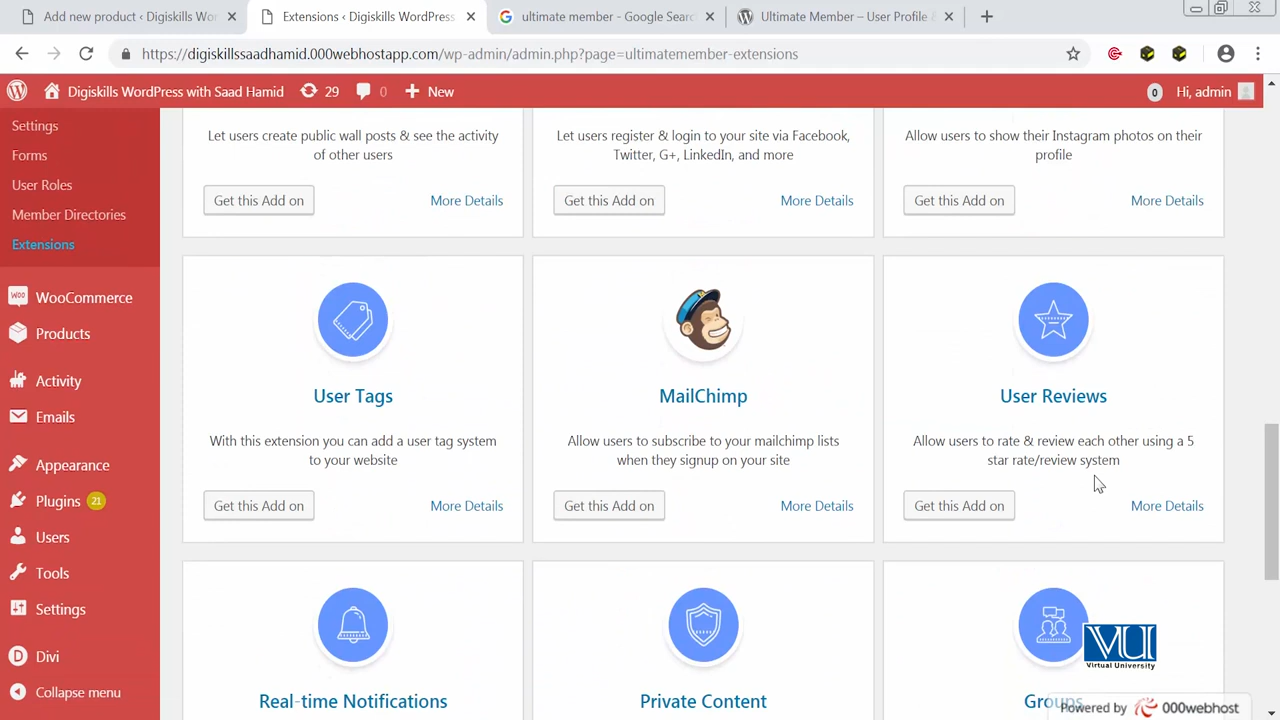 Add new product ‹ Digiskills Wor
Extensions ‹ Digiskills WordPress
ultimate member - Google Searc
Ultimate Member – User Profile &
https://digiskillssaadhamid.000webhostapp.com/wp-admin/admin.php?page=ultimatemember-extensions
Digiskills WordPress with Saad Hamid
29
0
New
0
Hi, admin
Settings
Forms
User Roles
Member Directories
Extensions
WooCommerce
Products
Activity
Emails
Appearance
Plugins 21
Users
Tools
Settings
Divi
Collapse menu
Let users create public wall posts & see the activity
of other users
Get this Add on
More Details
Let users register & login to your site via Facebook,
Twitter, G+, LinkedIn, and more
Get this Add on
More Details
Allow users to show their Instagram photos on their
profile
Get this Add on
More Details
User Tags
With this extension you can add a user tag system
to your website
Get this Add on
More Details
MailChimp
Allow users to subscribe to your mailchimp lists
when they signup on your site
Get this Add on
More Details
User Reviews
Allow users to rate & review each other using a 5
star rate/review system
Get this Add on
More Details
Real-time Notifications
Private Content
Groups
VU
Virtual University
Powered by 000webhost